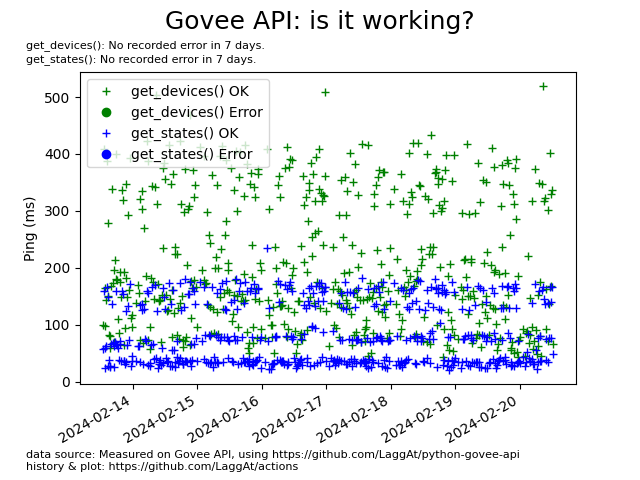 Govee API: is it working?
get_devices(): No recorded error in 7 days.
get_states(): No recorded error in 7 days.
get_devices() OK
get_devices() Error
get_states() OK
get_states() Error
Ping (ms)
500
400
300
200
100
0
2024-02-14
2024-02-15
2024-02-16
2024-02-17
2024-02-18
2024-02-19
2024-02-20
data source: Measured on Govee API, using https://github.com/LaggAt/python-govee-api
history & plot: https://github.com/LaggAt/actions